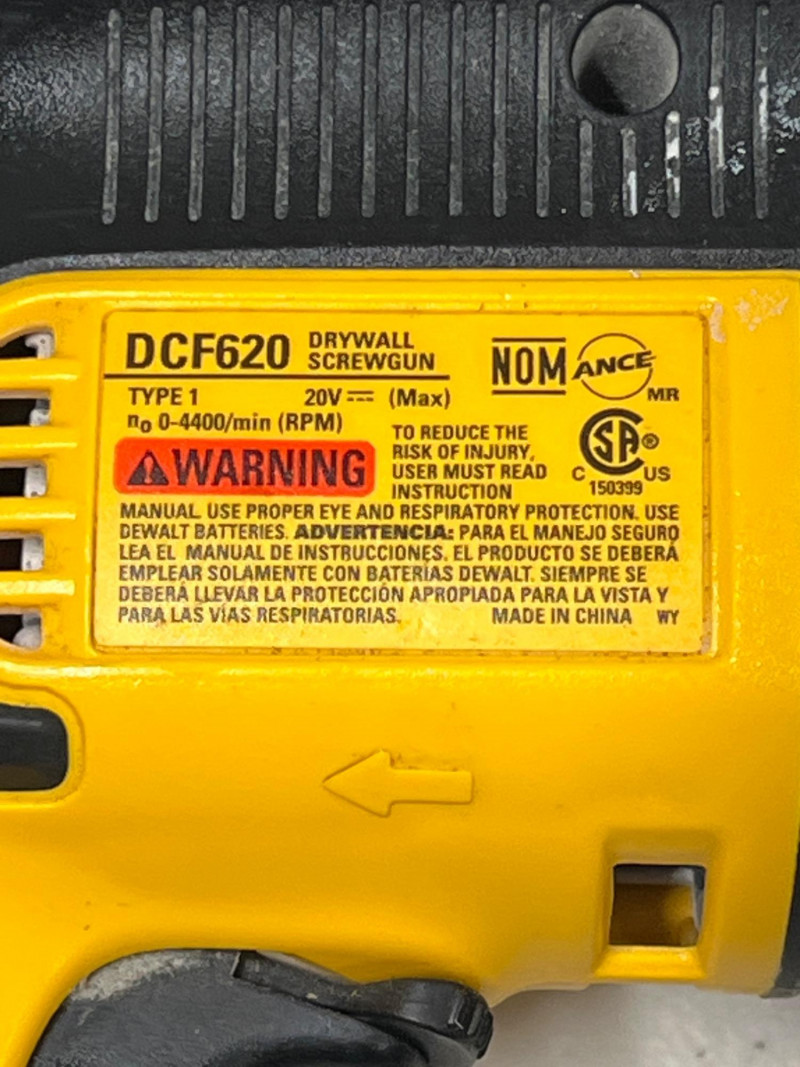 DCF620 DRYWALL SCREWGUN
NOM ANCE MR
TYPE 1 20V⎓ (Max)
n₀ 0-4400/min (RPM)
⚠WARNING
TO REDUCE THE
RISK OF INJURY,
USER MUST READ
INSTRUCTION
SA® C US
150399
MANUAL. USE PROPER EYE AND RESPIRATORY PROTECTION. USE
DEWALT BATTERIES. ADVERTENCIA: PARA EL MANEJO SEGURO
LEA EL MANUAL DE INSTRUCCIONES. EL PRODUCTO SE DEBERÁ
EMPLEAR SOLAMENTE CON BATERÍAS DEWALT. SIEMPRE SE
DEBERÁ LLEVAR LA PROTECCIÓN APROPIADA PARA LA VISTA Y
PARA LAS VÍAS RESPIRATORIAS. MADE IN CHINA WY